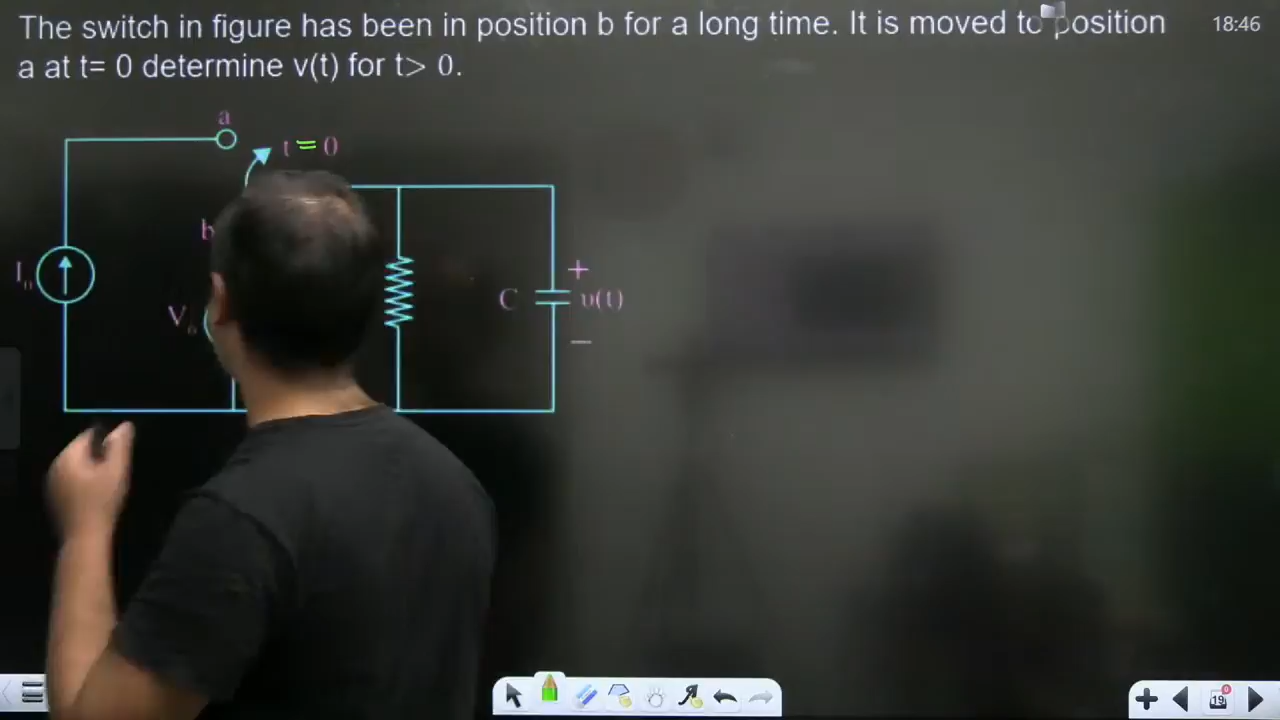 The switch in figure has been in position b for a long time. It is moved to position
18:46
a at t= 0 determine v(t) for t> 0.
a
t = 0
b
I₀
+
C
υ(t)
V₀
−
19